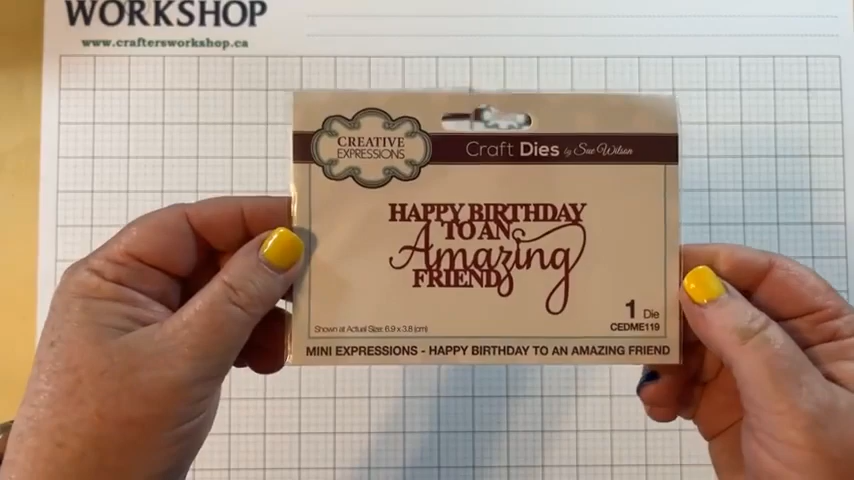 WORKSHOP
www.craftersworkshop.ca
CREATIVE
EXPRESSIONS
Craft Dies by Sue Wilson
HAPPY BIRTHDAY
TO AN
Amazing
FRIEND
Shown at Actual Size: 6.9 x 3.8 (cm)
1 Die
CEDME119
MINI EXPRESSIONS - HAPPY BIRTHDAY TO AN AMAZING FRIEND